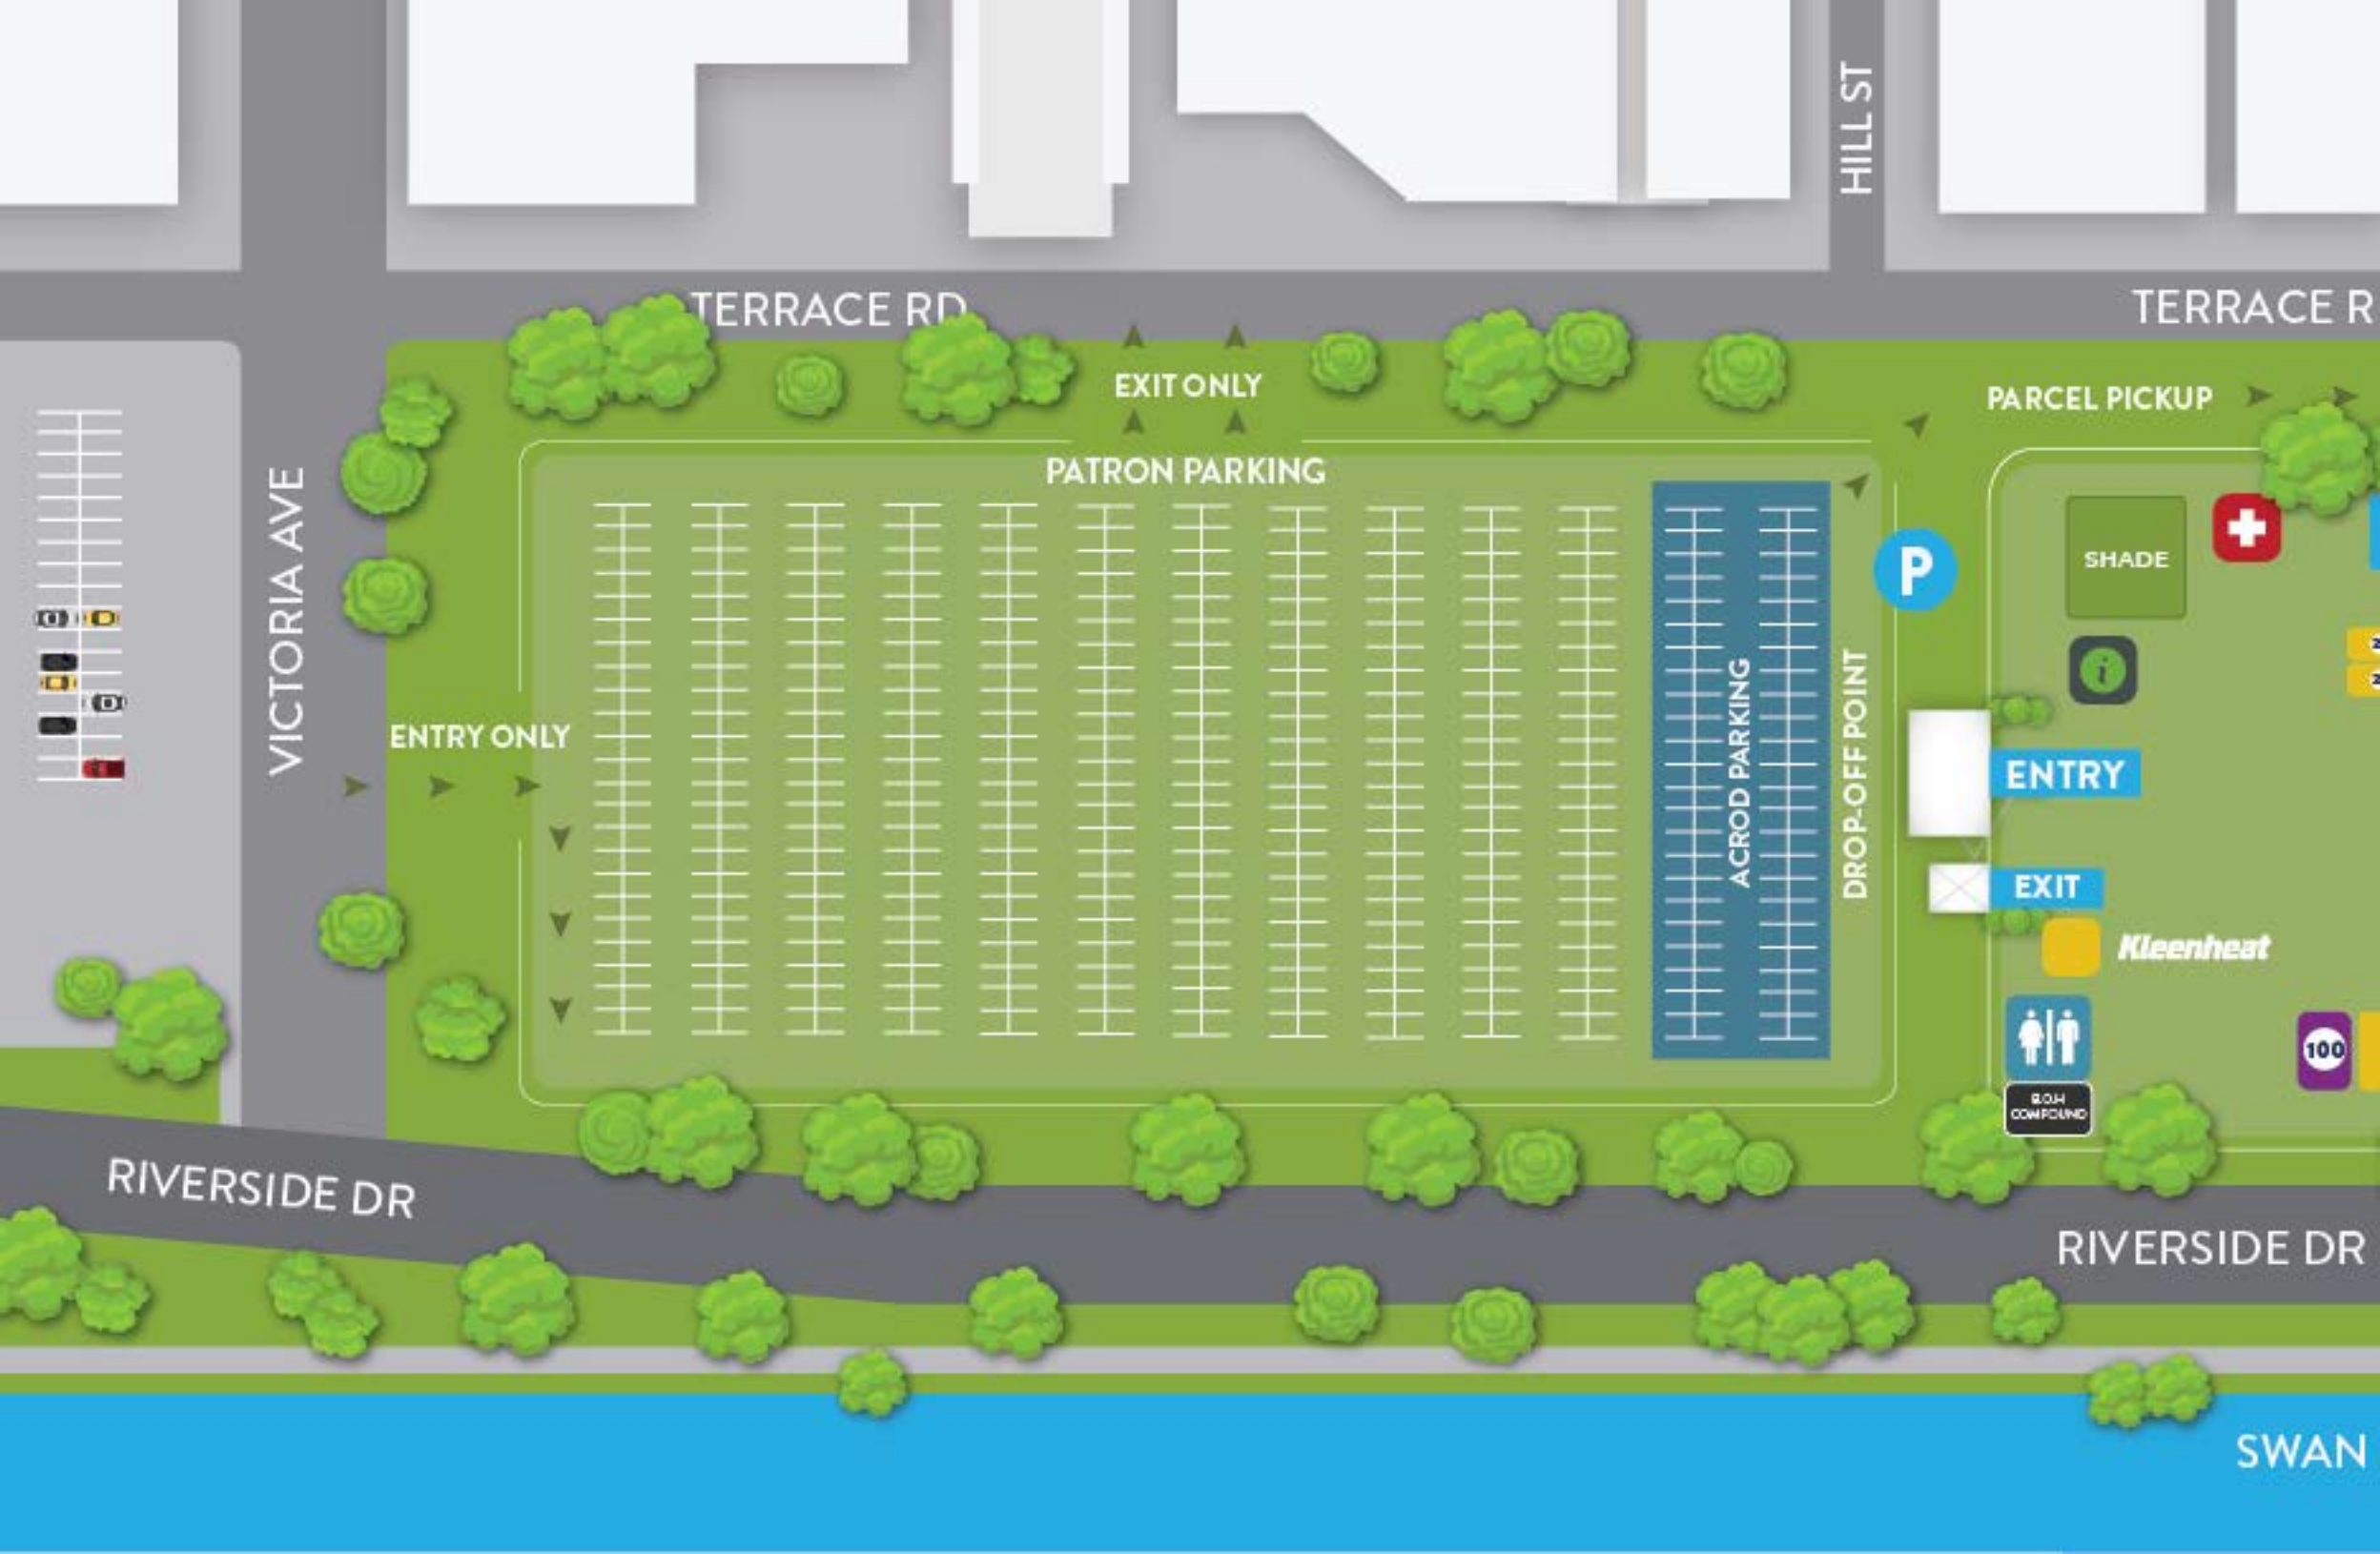 HILL ST
TERRACE RD
TERRACE R
EXIT ONLY
PARCEL PICKUP
PATRON PARKING
VICTORIA AVE
P
SHADE
i
ENTRY ONLY
ACROD PARKING
DROP-OFF POINT
ENTRY
EXIT
Kleenheat
100
B.O.H
COMPOUND
RIVERSIDE DR
RIVERSIDE DR
SWAN